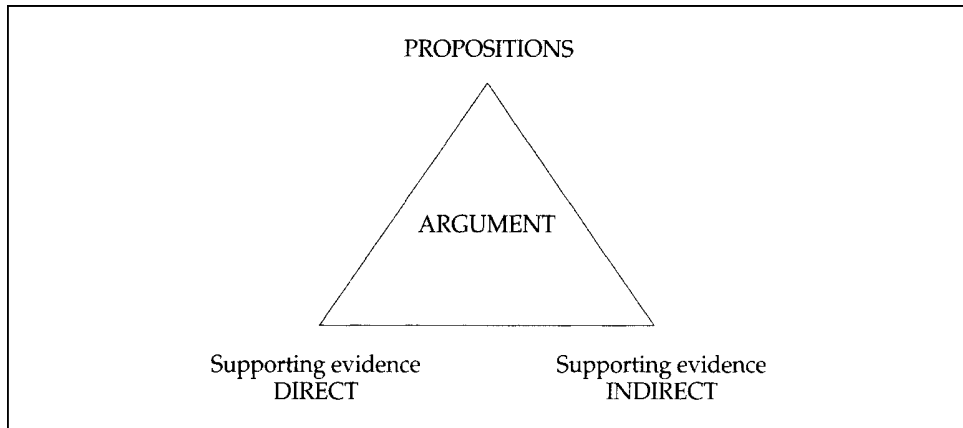 PROPOSITIONS
ARGUMENT
Supporting evidence
DIRECT
Supporting evidence
INDIRECT